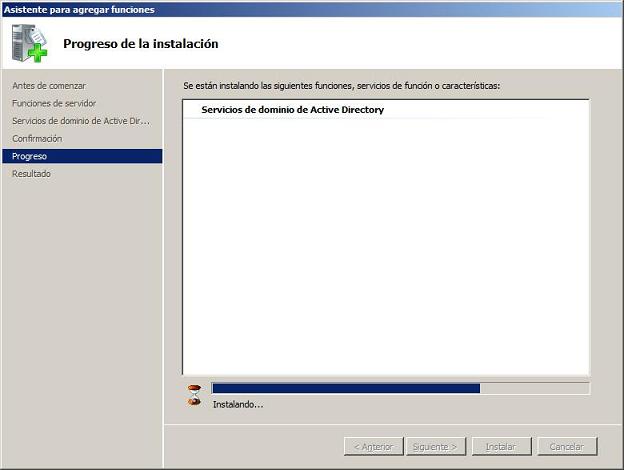 Asistente para agregar funciones
Progreso de la instalación
Antes de comenzar
Funciones de servidor
Servicios de dominio de Active Dir...
Confirmación
Progreso
Resultado
Se están instalando las siguientes funciones, servicios de función o características:
Servicios de dominio de Active Directory
Instalando...
< Anterior
Siguiente >
Instalar
Cancelar